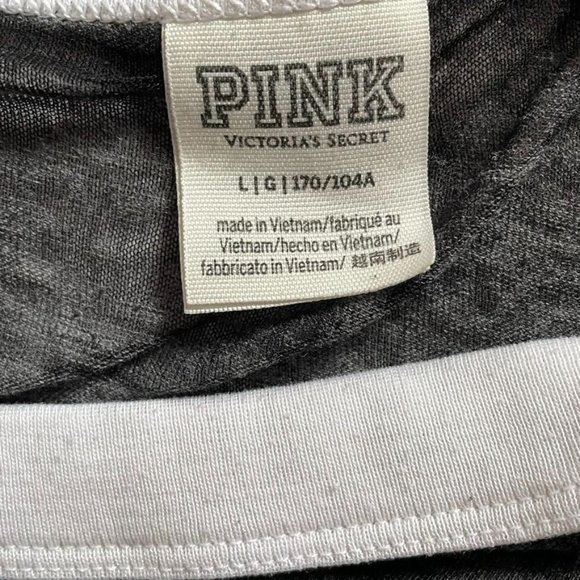 PINK
VICTORIA'S SECRET
L|G|170/104A
made in Vietnam/fabriqué au
Vietnam/hecho en Vietnam/
fabbricato in Vietnam/ 越南制造